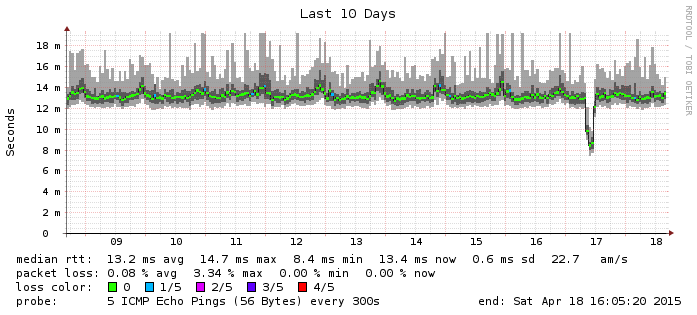 Last 10 Days
RRDTOOL / TOBI OETIKER
Seconds
18 m
16 m
14 m
12 m
10 m
8 m
6 m
4 m
2 m
0
09 10 11 12 13 14 15 16 17 18
median rtt: 13.2 ms avg 14.7 ms max 8.4 ms min 13.4 ms now 0.6 ms sd 22.7 am/s
packet loss: 0.08 % avg 3.34 % max 0.00 % min 0.00 % now
loss color: 0 1/5 2/5 3/5 4/5
probe: 5 ICMP Echo Pings (56 Bytes) every 300s end: Sat Apr 18 16:05:20 2015